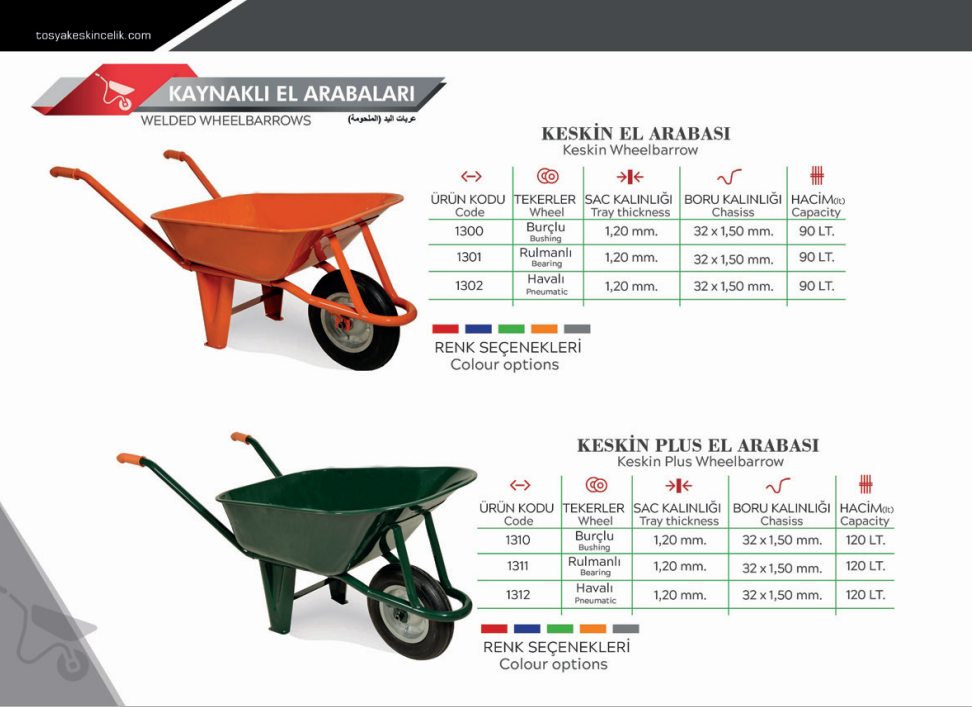 tosyakeskincelik.com
KAYNAKLI EL ARABALARI
WELDED WHEELBARROWS عربات اليد (الملحومة)
KESKİN EL ARABASI
Keskin Wheelbarrow
ÜRÜN KODU TEKERLER SAC KALINLIĞI BORU KALINLIĞI HACİM(lt)
Code Wheel Tray thickness Chasiss Capacity
1300 Burçlu 1,20 mm. 32 x 1,50 mm. 90 LT.
Bushing
1301 Rulmanlı 1,20 mm. 32 x 1,50 mm. 90 LT.
Bearing
1302 Havalı 1,20 mm. 32 x 1,50 mm. 90 LT.
Pneumatic
RENK SEÇENEKLERİ
Colour options
KESKİN PLUS EL ARABASI
Keskin Plus Wheelbarrow
ÜRÜN KODU TEKERLER SAC KALINLIĞI BORU KALINLIĞI HACİM(lt)
Code Wheel Tray thickness Chasiss Capacity
1310 Burçlu 1,20 mm. 32 x 1,50 mm. 120 LT.
Bushing
1311 Rulmanlı 1,20 mm. 32 x 1,50 mm. 120 LT.
Bearing
1312 Havalı 1,20 mm. 32 x 1,50 mm. 120 LT.
Pneumatic
RENK SEÇENEKLERİ
Colour options